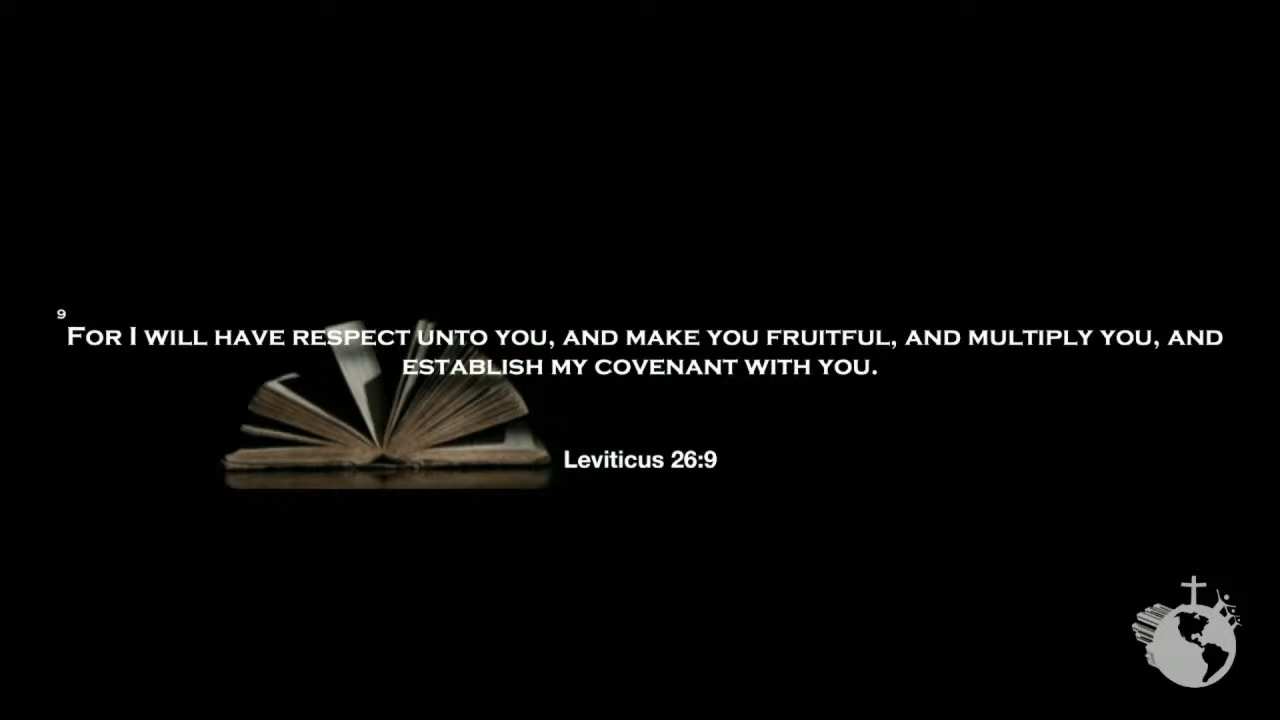 9
For I will have respect unto you, and make you fruitful, and multiply you, and
establish my covenant with you.
Leviticus 26:9